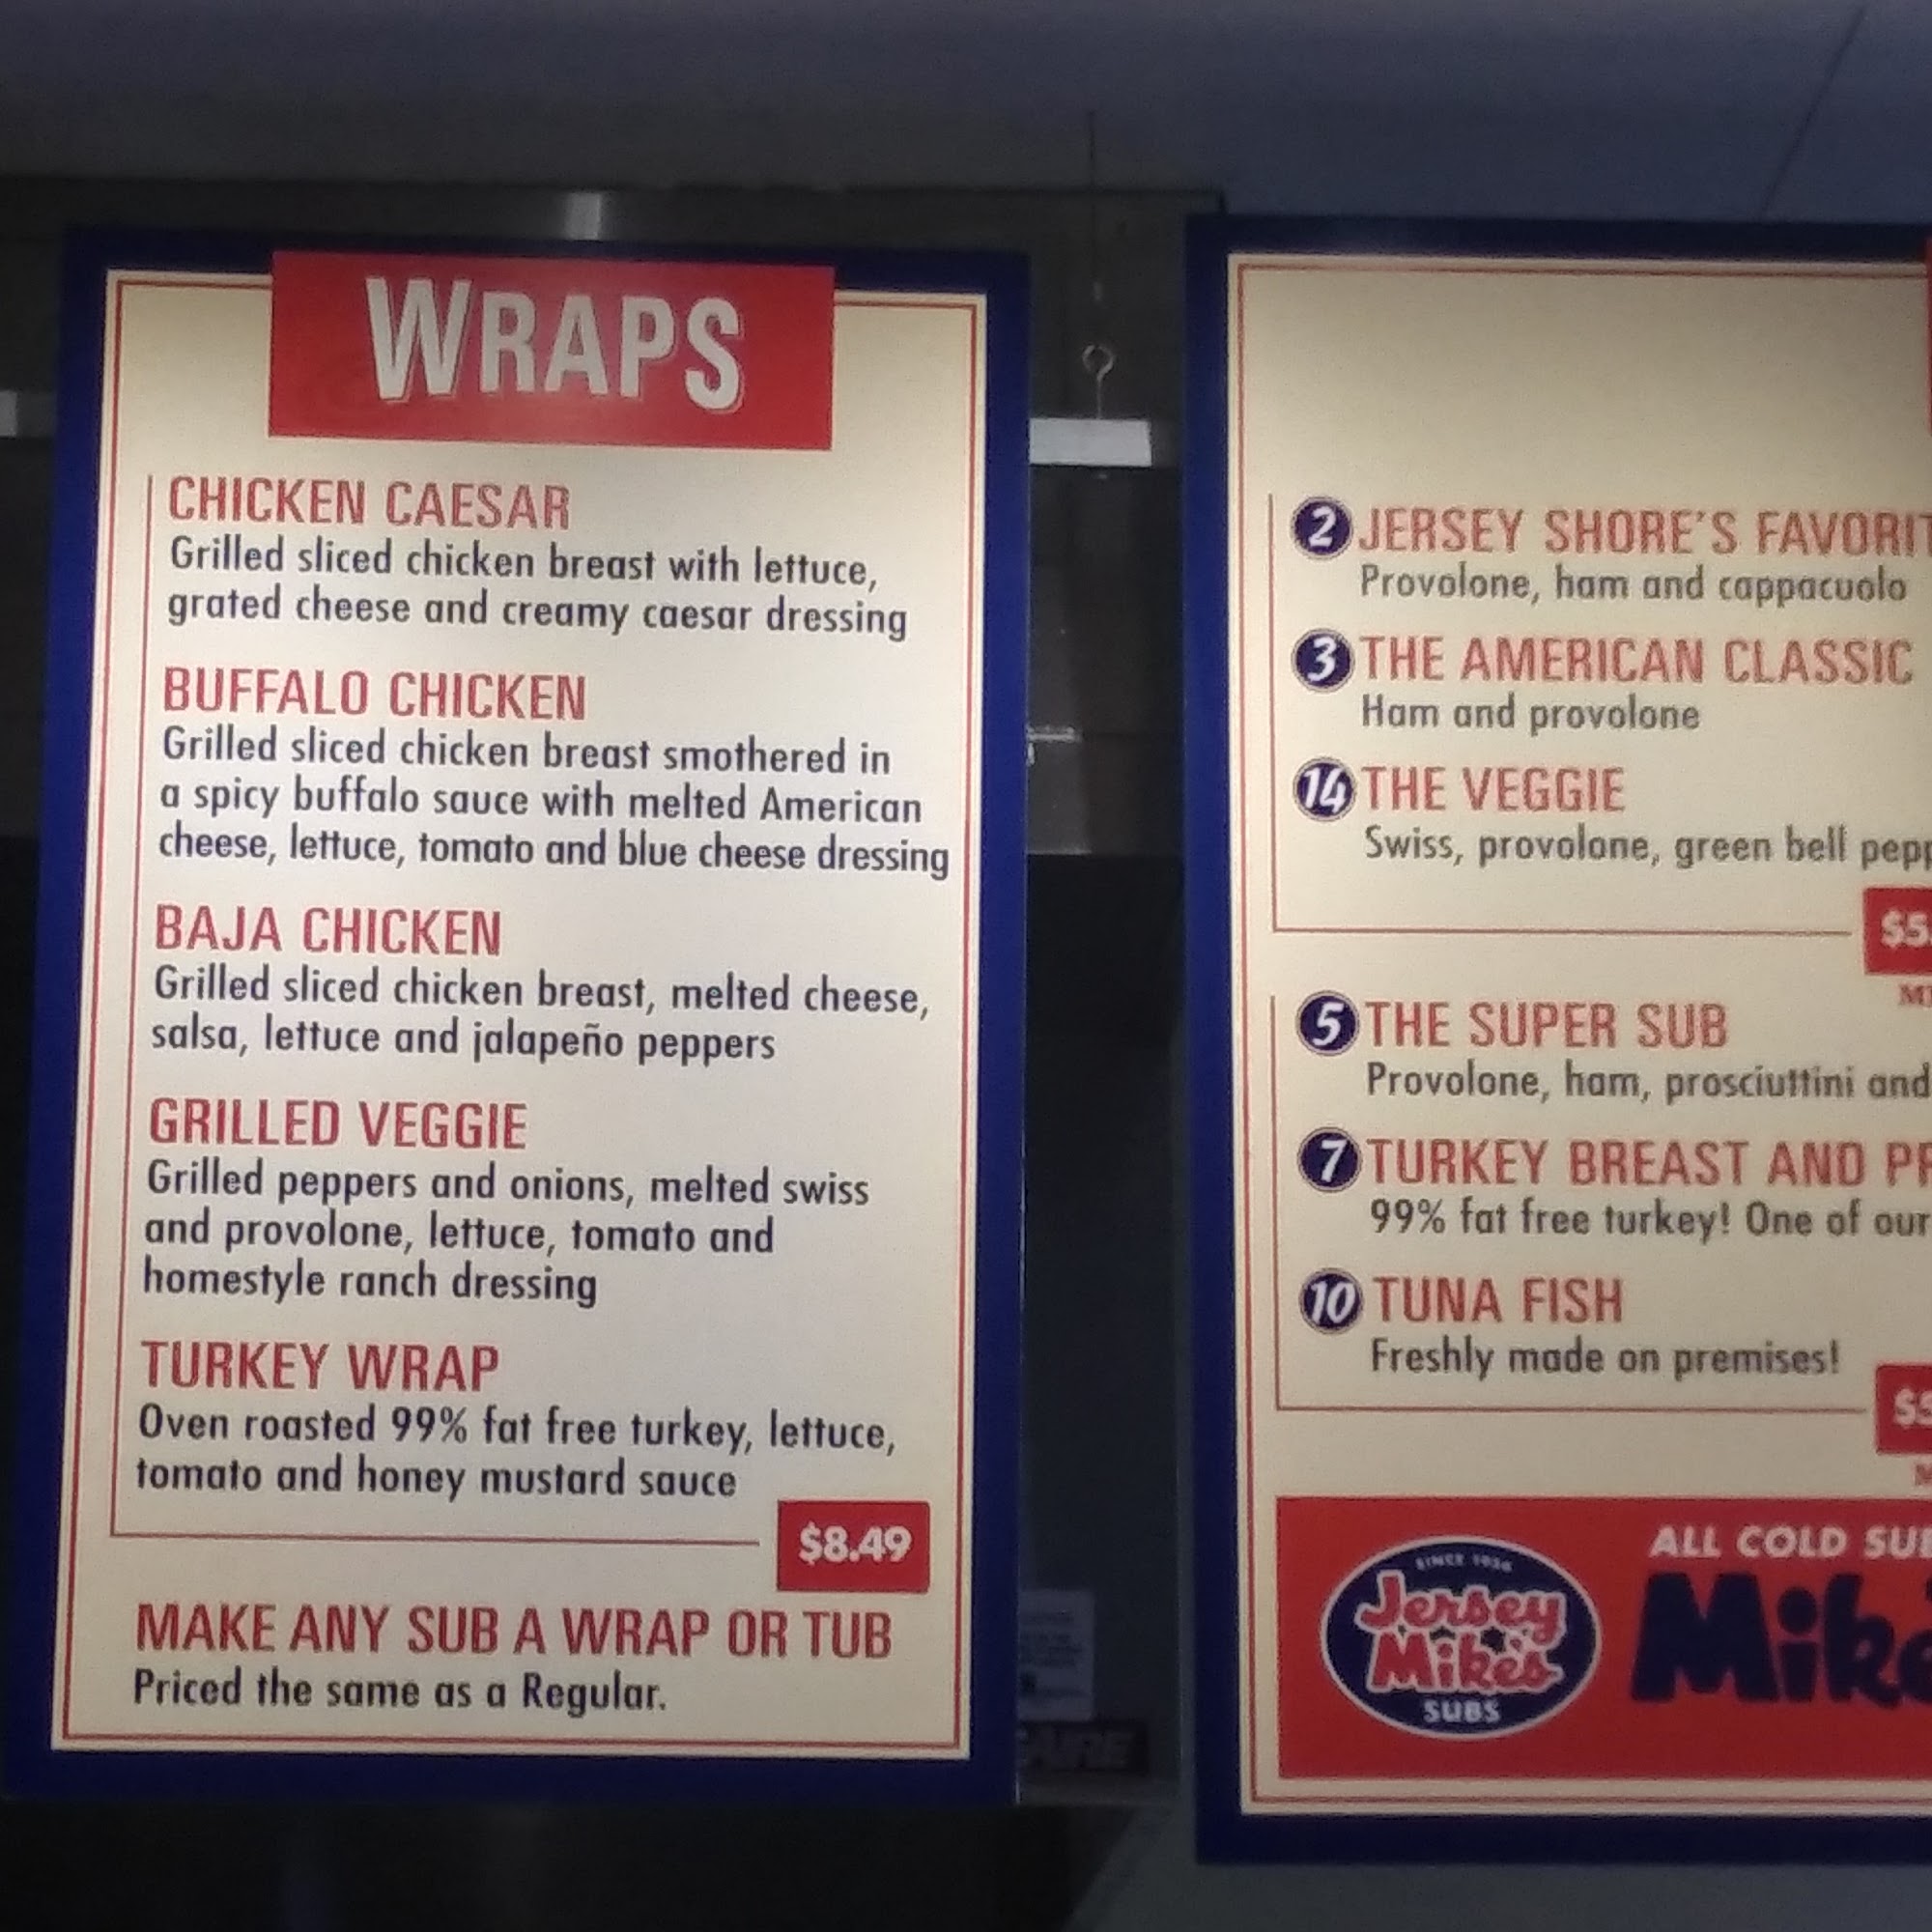 WRAPS
CHICKEN CAESAR
Grilled sliced chicken breast with lettuce,
grated cheese and creamy caesar dressing
BUFFALO CHICKEN
Grilled sliced chicken breast smothered in
a spicy buffalo sauce with melted American
cheese, lettuce, tomato and blue cheese dressing
BAJA CHICKEN
Grilled sliced chicken breast, melted cheese,
salsa, lettuce and jalapeño peppers
GRILLED VEGGIE
Grilled peppers and onions, melted swiss
and provolone, lettuce, tomato and
homestyle ranch dressing
TURKEY WRAP
Oven roasted 99% fat free turkey, lettuce,
tomato and honey mustard sauce
$8.49
MAKE ANY SUB A WRAP OR TUB
Priced the same as a Regular.
2 JERSEY SHORE'S FAVORIT
Provolone, ham and cappacuolo
3 THE AMERICAN CLASSIC
Ham and provolone
14 THE VEGGIE
Swiss, provolone, green bell pepp
$5.
5 THE SUPER SUB
Provolone, ham, prosciuttini and
7 TURKEY BREAST AND PR
99% fat free turkey! One of our
10 TUNA FISH
Freshly made on premises!
ALL COLD SUB
SINCE 1956
Jersey
Mike's
SUBS
Mike